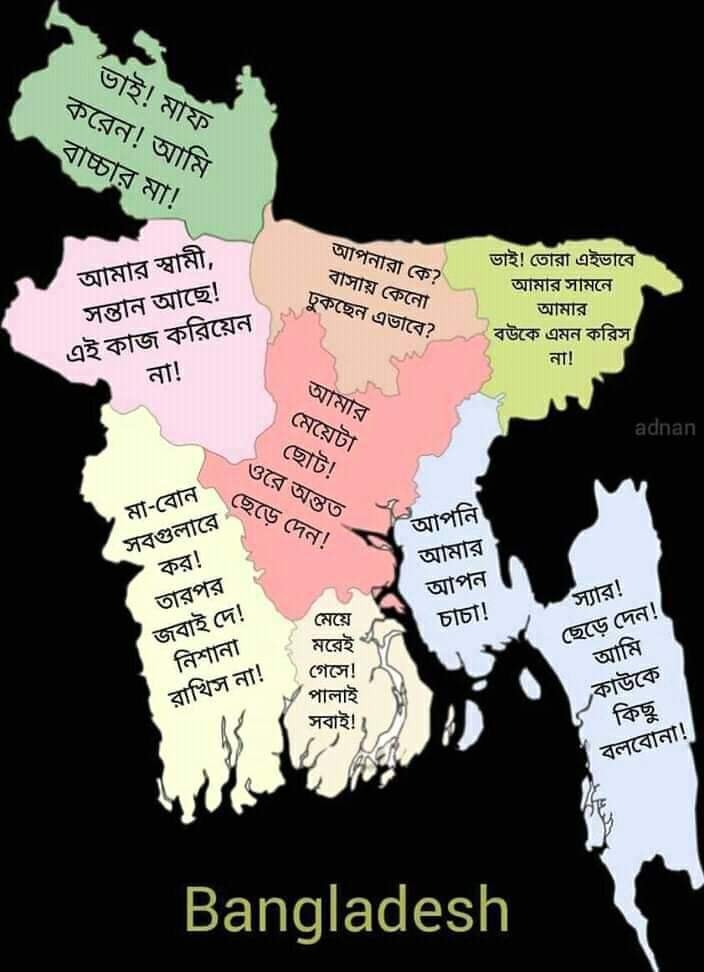 ভাই! মাফ
করেন! আমি
বাচ্চার মা!
আমার স্বামী,
সন্তান আছে!
এই কাজ করিয়েন
না!
আপনারা কে?
বাসায় কেনো
ঢুকছেন এভাবে?
ভাই! তোরা এইভাবে
আমার সামনে
আমার
বউকে এমন করিস
না!
adnan
আমার
মেয়েটা
ছোট!
ওরে অন্তত
ছেড়ে দেন!
মা-বোন
সবগুলারে
কর!
তারপর
জবাই দে!
নিশানা
রাখিস না!
মেয়ে
মরেই
গেসে!
পালাই
সবাই!
আপনি
আমার
আপন
চাচা!
স্যার!
ছেড়ে দেন!
আমি
কাউকে
কিছু
বলবোনা!
Bangladesh